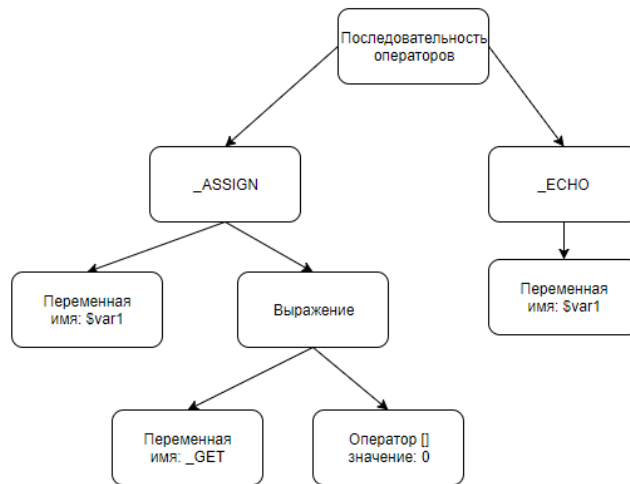 Последовательность
операторов
_ASSIGN
_ECHO
Переменная
имя: $var1
Выражение
Переменная
имя: $var1
Переменная
имя: _GET
Оператор []
значение: 0